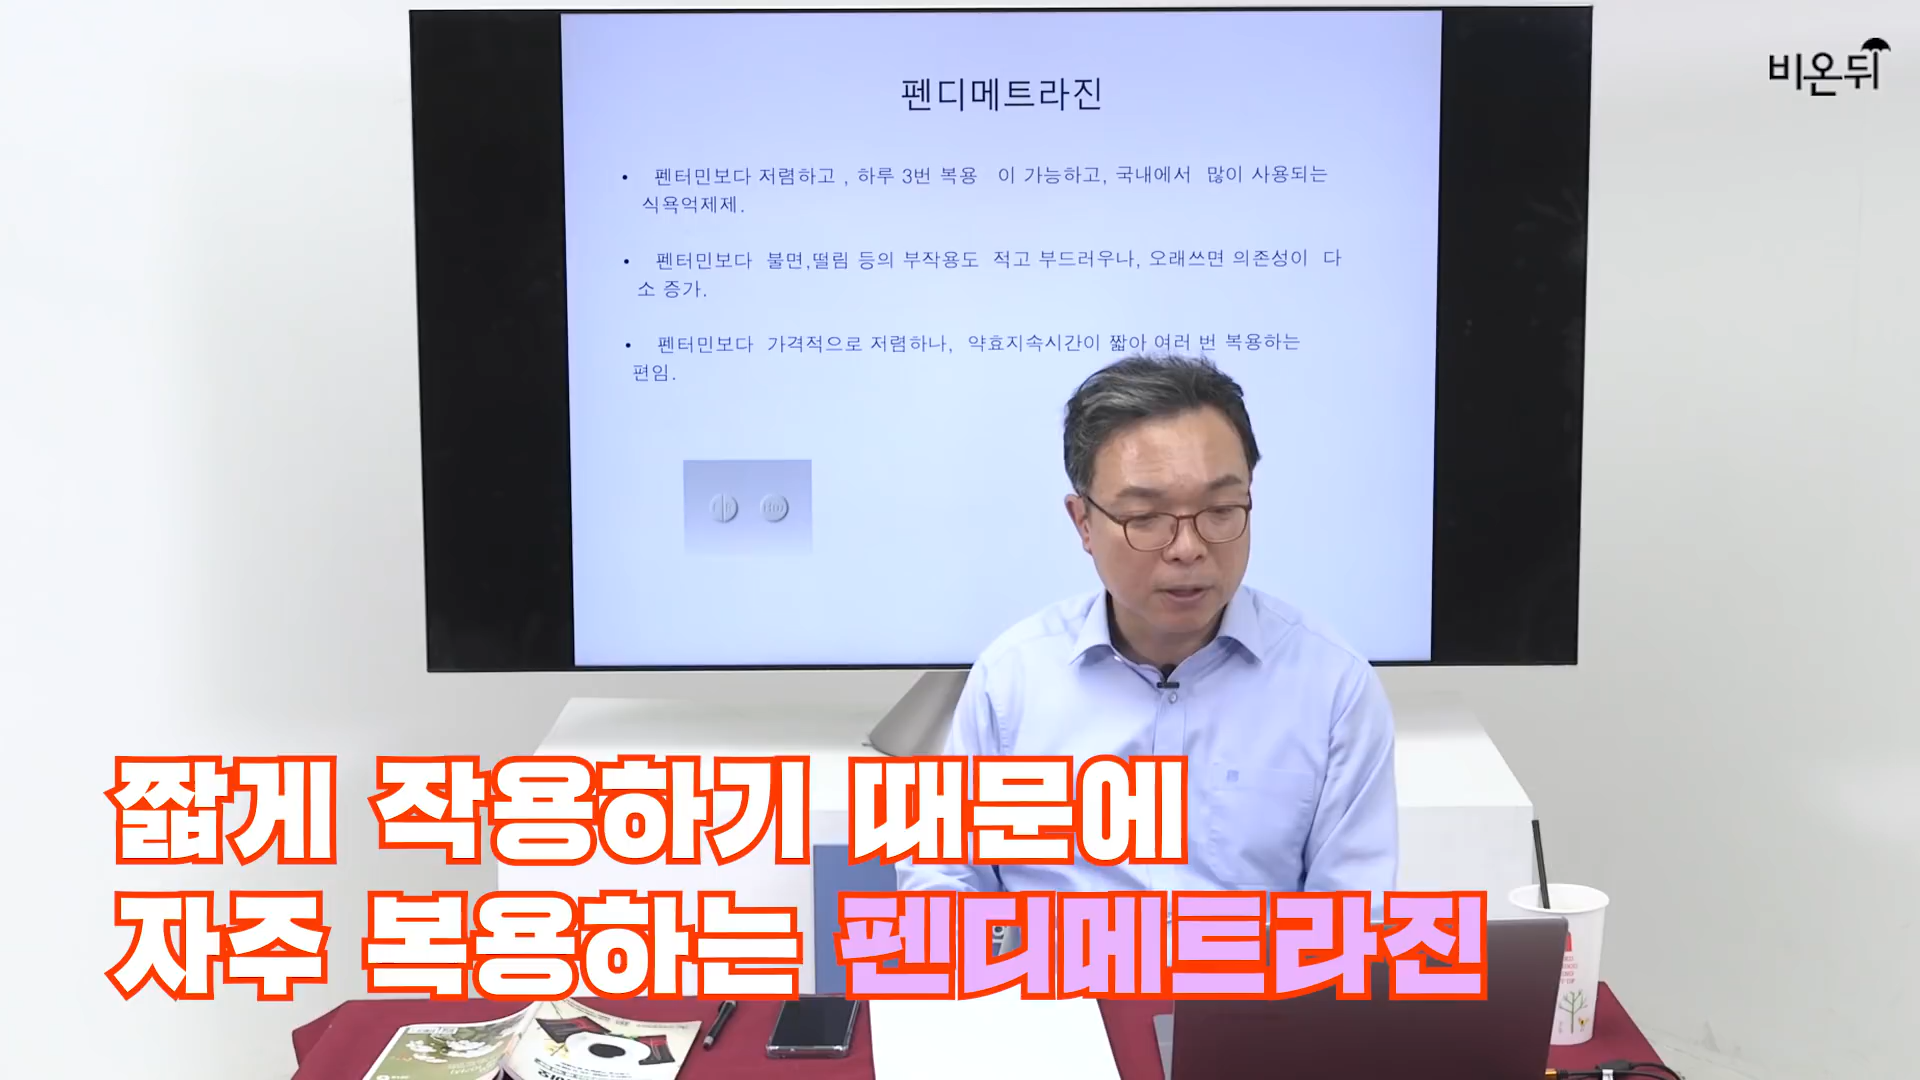 펜디메트라진
비온뒤
• 펜터민보다 저렴하고 , 하루 3번 복용 이 가능하고, 국내에서 많이 사용되는
식욕억제제.
• 펜터민보다 불면,떨림 등의 부작용도 적고 부드러우나, 오래쓰면 의존성이 다
소 증가.
• 펜터민보다 가격적으로 저렴하나, 약효지속시간이 짧아 여러 번 복용하는
편임.
짧게 작용하기 때문에
자주 복용하는 펜디메트라진